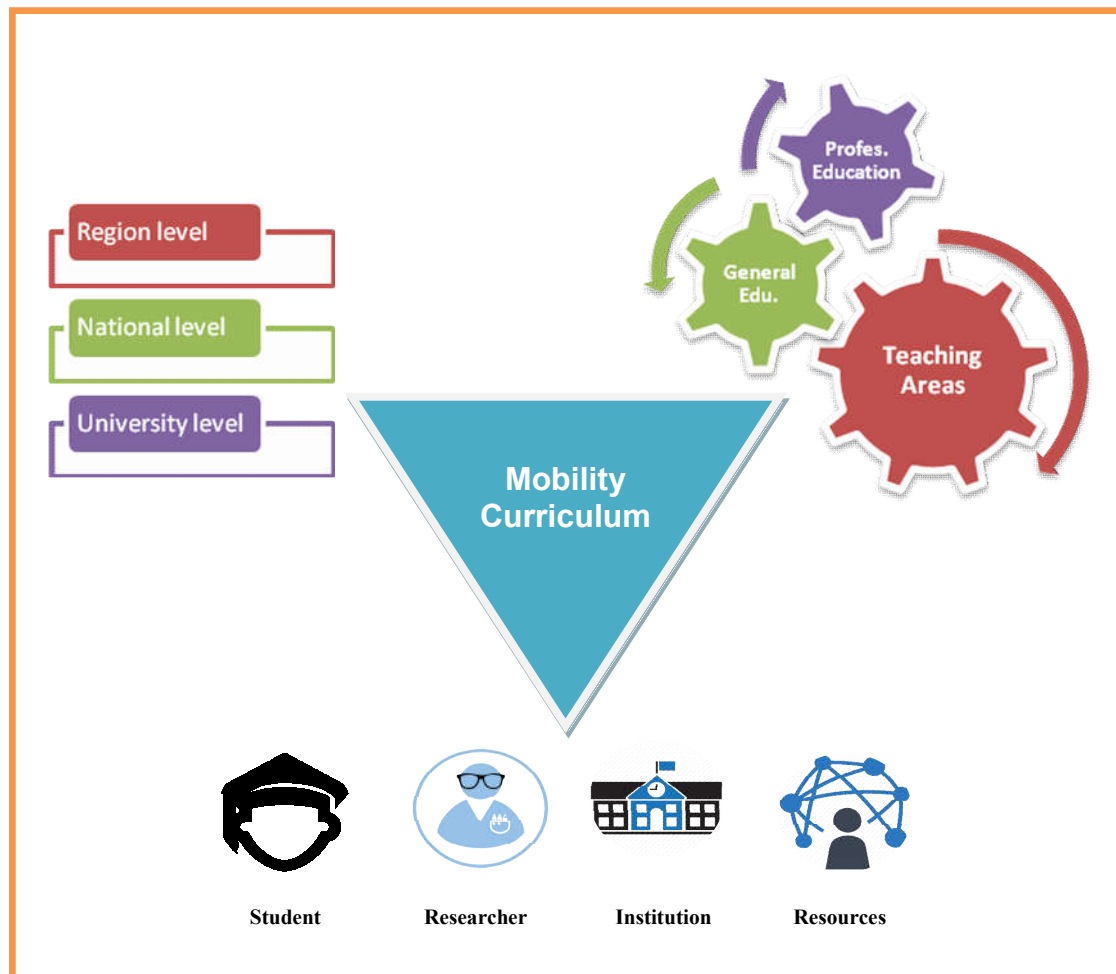 Region level
National level
University level
Profes.
Education
General
Edu.
Teaching
Areas
Mobility
Curriculum
Student
Researcher
Institution
Resources